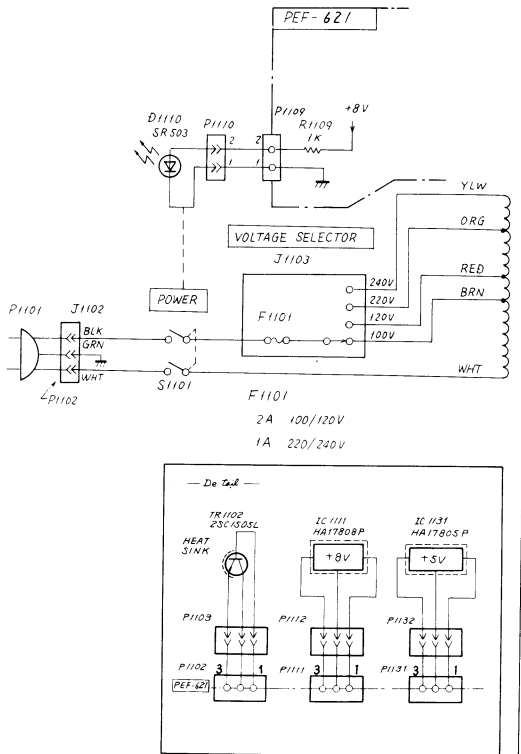 PEF-621
D1110
SR503
P1110
2
1
P1109
2
1
R1109
1K
+8V
YLW
ORG
RED
BRN
WHT
VOLTAGE SELECTOR
J1103
240V
220V
120V
100V
F1101
POWER
P1101
J1102
BLK
GRN
WHT
P1102
S1101
F1101
2A 100/120V
1A 220/240V
— Detail —
TR1102
2SC1505L
HEAT
SINK
IC1111
HA17808P
+8V
IC1131
HA17805P
+5V
P1103
P1112
P1132
P1102
3 1
P1111
3 1
P1131
3 1
PEF-621